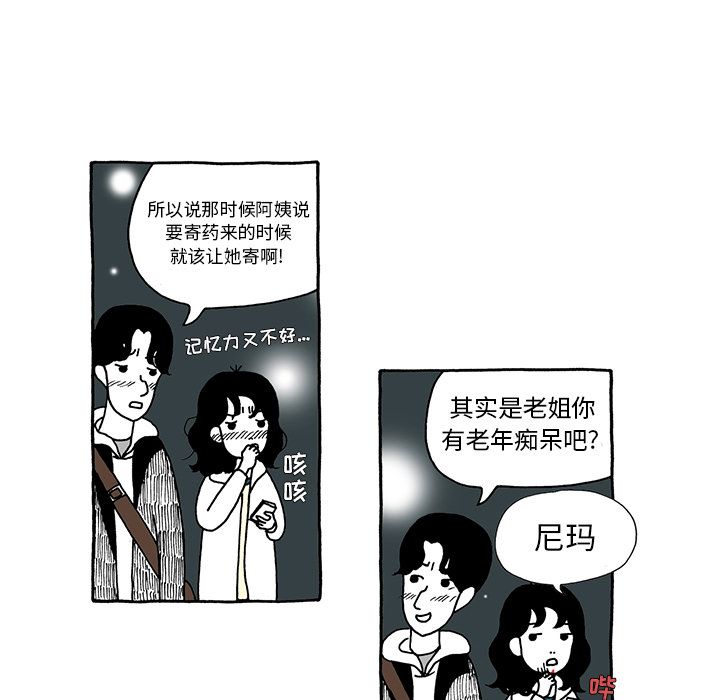 所以说那时候阿姨说
要寄药来的时候
就该让她寄啊!
记忆力又不好...
咳
咳
其实是老姐你
有老年痴呆吧?
尼玛
哔